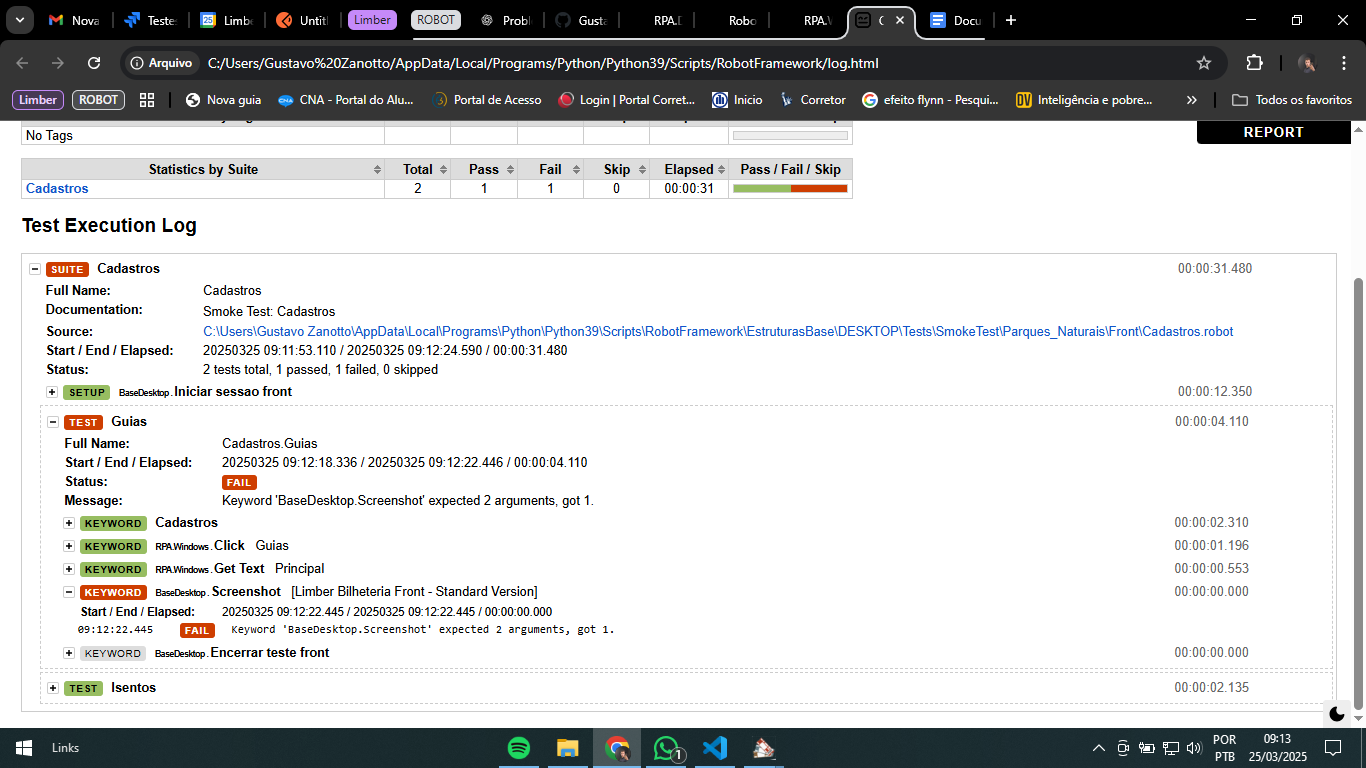 Nova
Teste
Limbe
Untitl
Limber
ROBOT
Probl
Gusta
RPA.D
Robo
RPA.W
Docu
Arquivo
C:/Users/Gustavo%20Zanotto/AppData/Local/Programs/Python/Python39/Scripts/RobotFramework/log.html
Limber ROBOT Nova guia CNA - Portal do Alu... Portal de Acesso Login | Portal Corret... Inicio Corretor efeito flynn - Pesqui... Inteligência e pobre... » Todos os favoritos
REPORT
No Tags
Statistics by Suite Total Pass Fail Skip Elapsed Pass / Fail / Skip
Cadastros 2 1 1 0 00:00:31
Test Execution Log
SUITE Cadastros 00:00:31.480
Full Name: Cadastros
Documentation: Smoke Test: Cadastros
Source: C:\Users\Gustavo Zanotto\AppData\Local\Programs\Python\Python39\Scripts\RobotFramework\EstruturasBase\DESKTOP\Tests\SmokeTest\Parques_Naturais\Front\Cadastros.robot
Start / End / Elapsed: 20250325 09:11:53.110 / 20250325 09:12:24.590 / 00:00:31.480
Status: 2 tests total, 1 passed, 1 failed, 0 skipped
SETUP BaseDesktop.Iniciar sessao front 00:00:12.350
TEST Guias 00:00:04.110
Full Name: Cadastros.Guias
Start / End / Elapsed: 20250325 09:12:18.336 / 20250325 09:12:22.446 / 00:00:04.110
Status: FAIL
Message: Keyword 'BaseDesktop.Screenshot' expected 2 arguments, got 1.
KEYWORD Cadastros 00:00:02.310
KEYWORD RPA.Windows.Click Guias 00:00:01.196
KEYWORD RPA.Windows.Get Text Principal 00:00:00.553
KEYWORD BaseDesktop.Screenshot [Limber Bilheteria Front - Standard Version] 00:00:00.000
Start / End / Elapsed: 20250325 09:12:22.445 / 20250325 09:12:22.445 / 00:00:00.000
09:12:22.445 FAIL Keyword 'BaseDesktop.Screenshot' expected 2 arguments, got 1.
KEYWORD BaseDesktop.Encerrar teste front 00:00:00.000
TEST Isentos 00:00:02.135
Links
1
POR
PTB
09:13
25/03/2025